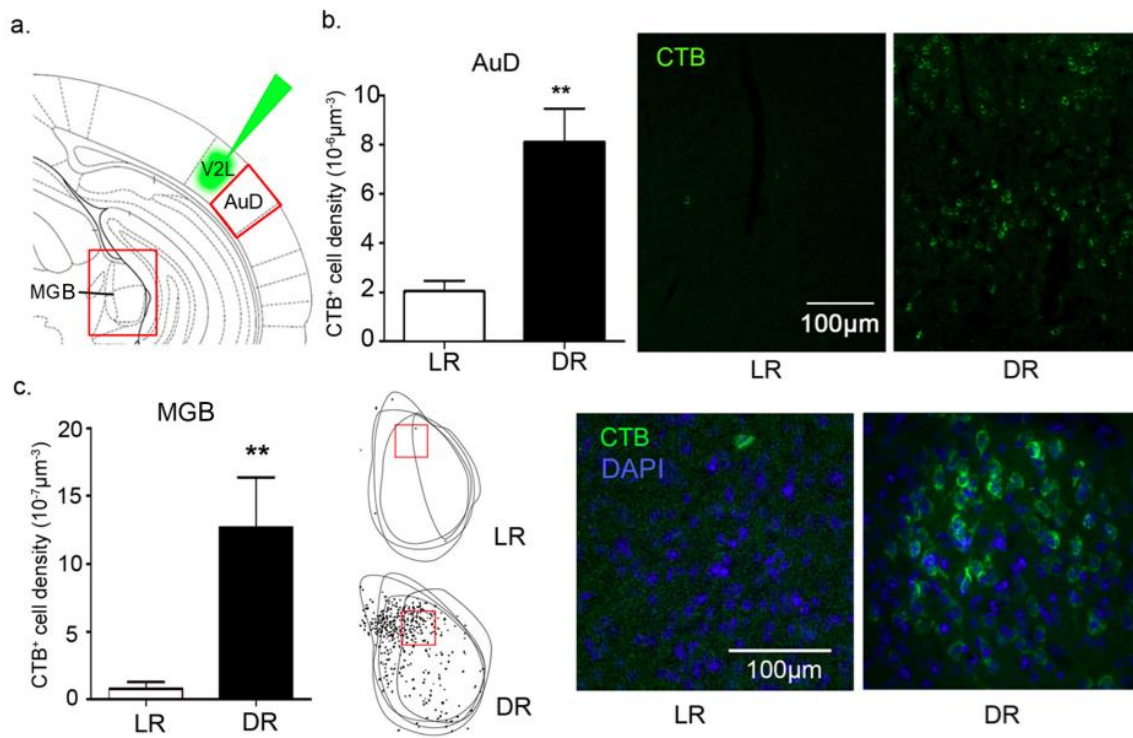 a.
V2L
AuD
MGB
b.
AuD
CTB⁺ cell density (10⁻⁶µm⁻³)
10
8
6
4
2
0
**
LR
DR
CTB
100µm
LR
DR
c.
MGB
CTB⁺ cell density (10⁻⁷µm⁻³)
20
15
10
5
0
**
LR
DR
LR
DR
CTB
DAPI
100µm
LR
DR